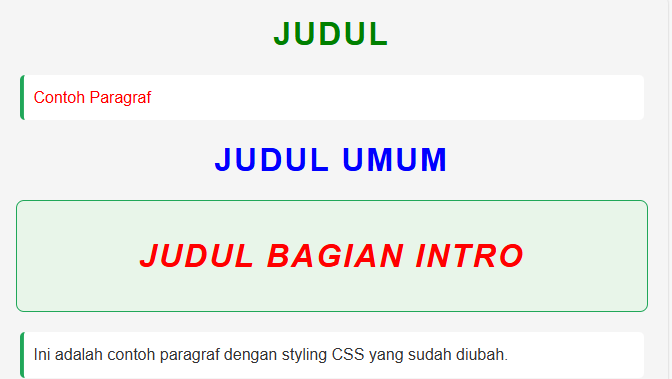 JUDUL
Contoh Paragraf
JUDUL UMUM
JUDUL BAGIAN INTRO
Ini adalah contoh paragraf dengan styling CSS yang sudah diubah.